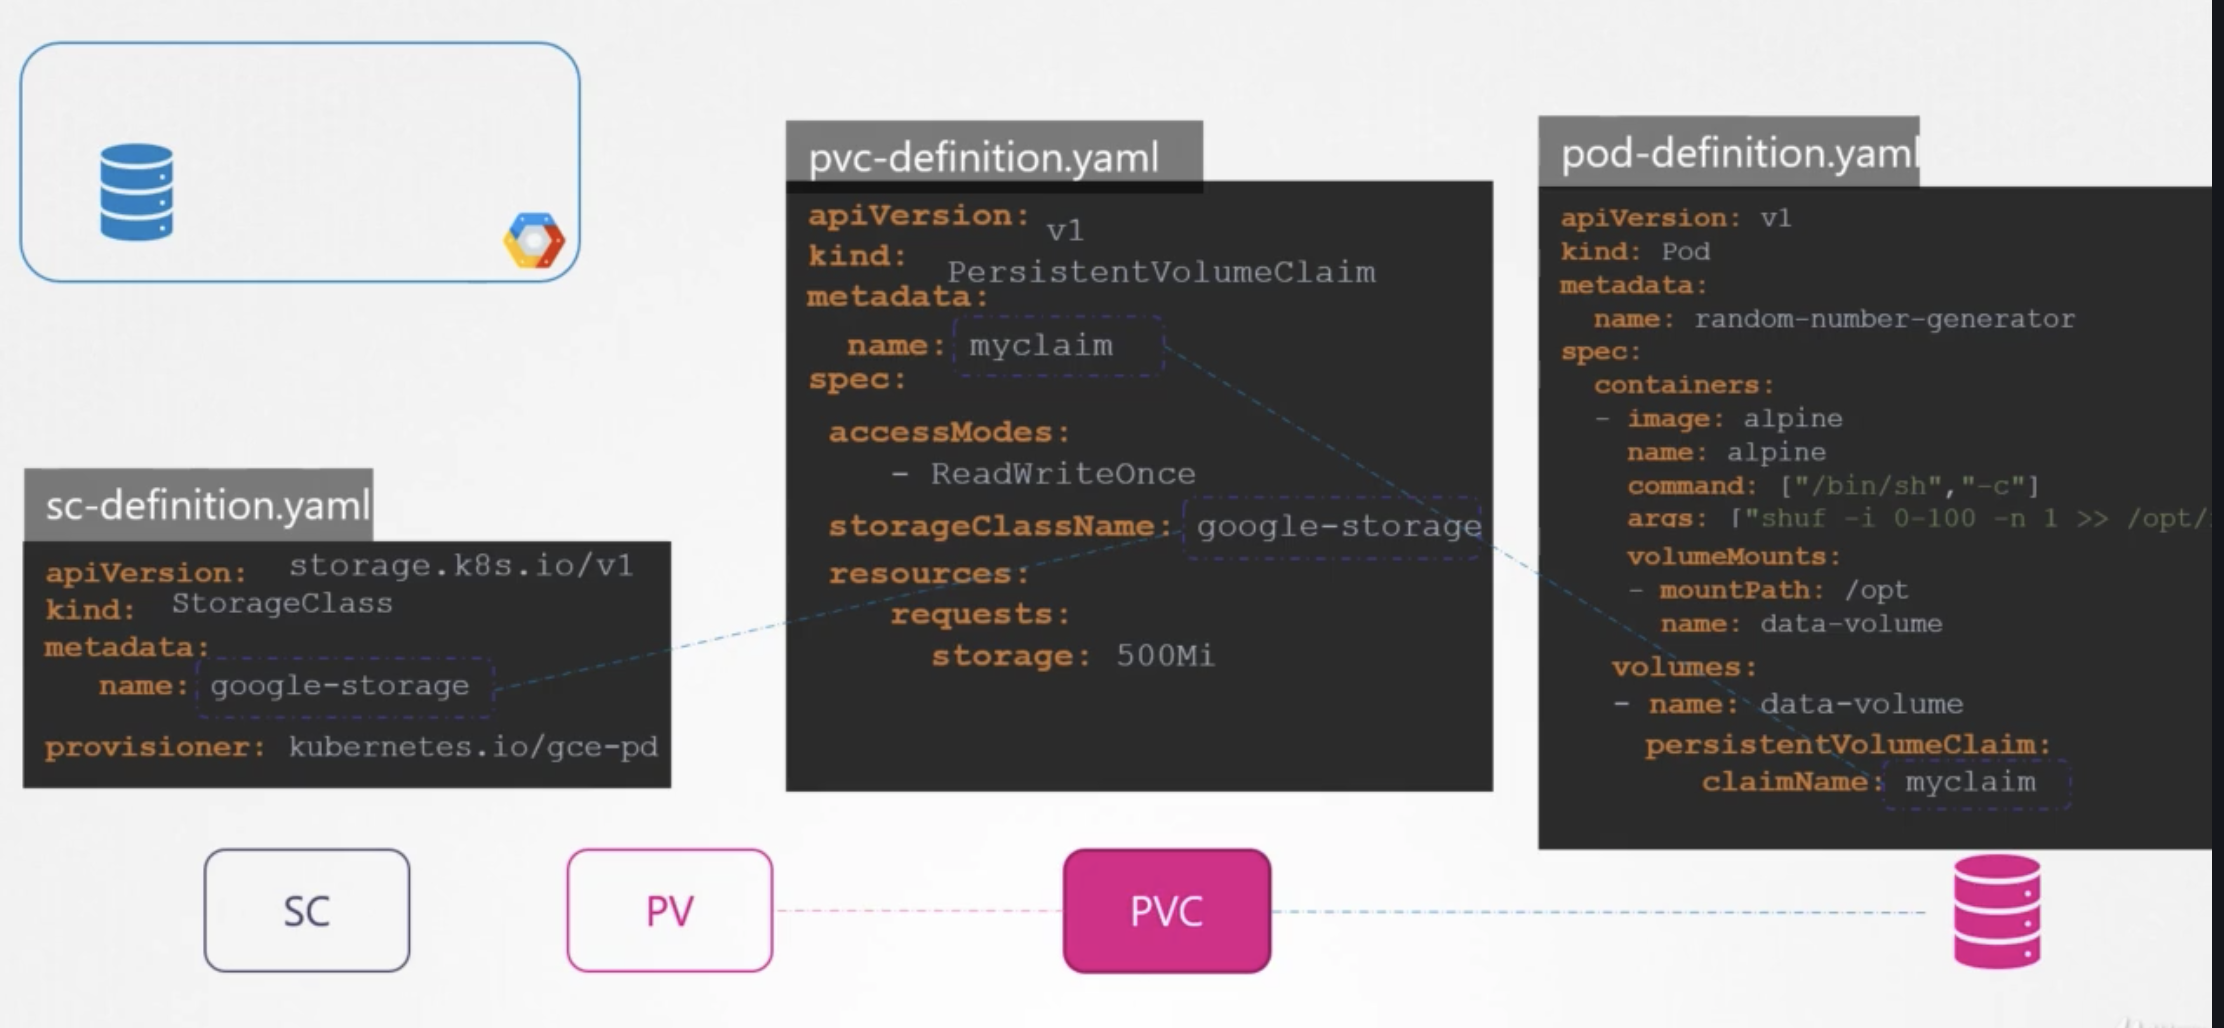 sc-definition.yaml
apiVersion: storage.k8s.io/v1
kind: StorageClass
metadata:
name: google-storage
provisioner: kubernetes.io/gce-pd
pvc-definition.yaml
apiVersion: v1
kind: PersistentVolumeClaim
metadata:
name: myclaim
spec:
accessModes:
- ReadWriteOnce
storageClassName: google-storage
resources:
requests:
storage: 500Mi
pod-definition.yaml
apiVersion: v1
kind: Pod
metadata:
name: random-number-generator
spec:
containers:
- image: alpine
name: alpine
command: ["/bin/sh","-c"]
args: ["shuf -i 0-100 -n 1 >> /opt/
volumeMounts:
- mountPath: /opt
name: data-volume
volumes:
- name: data-volume
persistentVolumeClaim:
claimName: myclaim
SC
PV
PVC